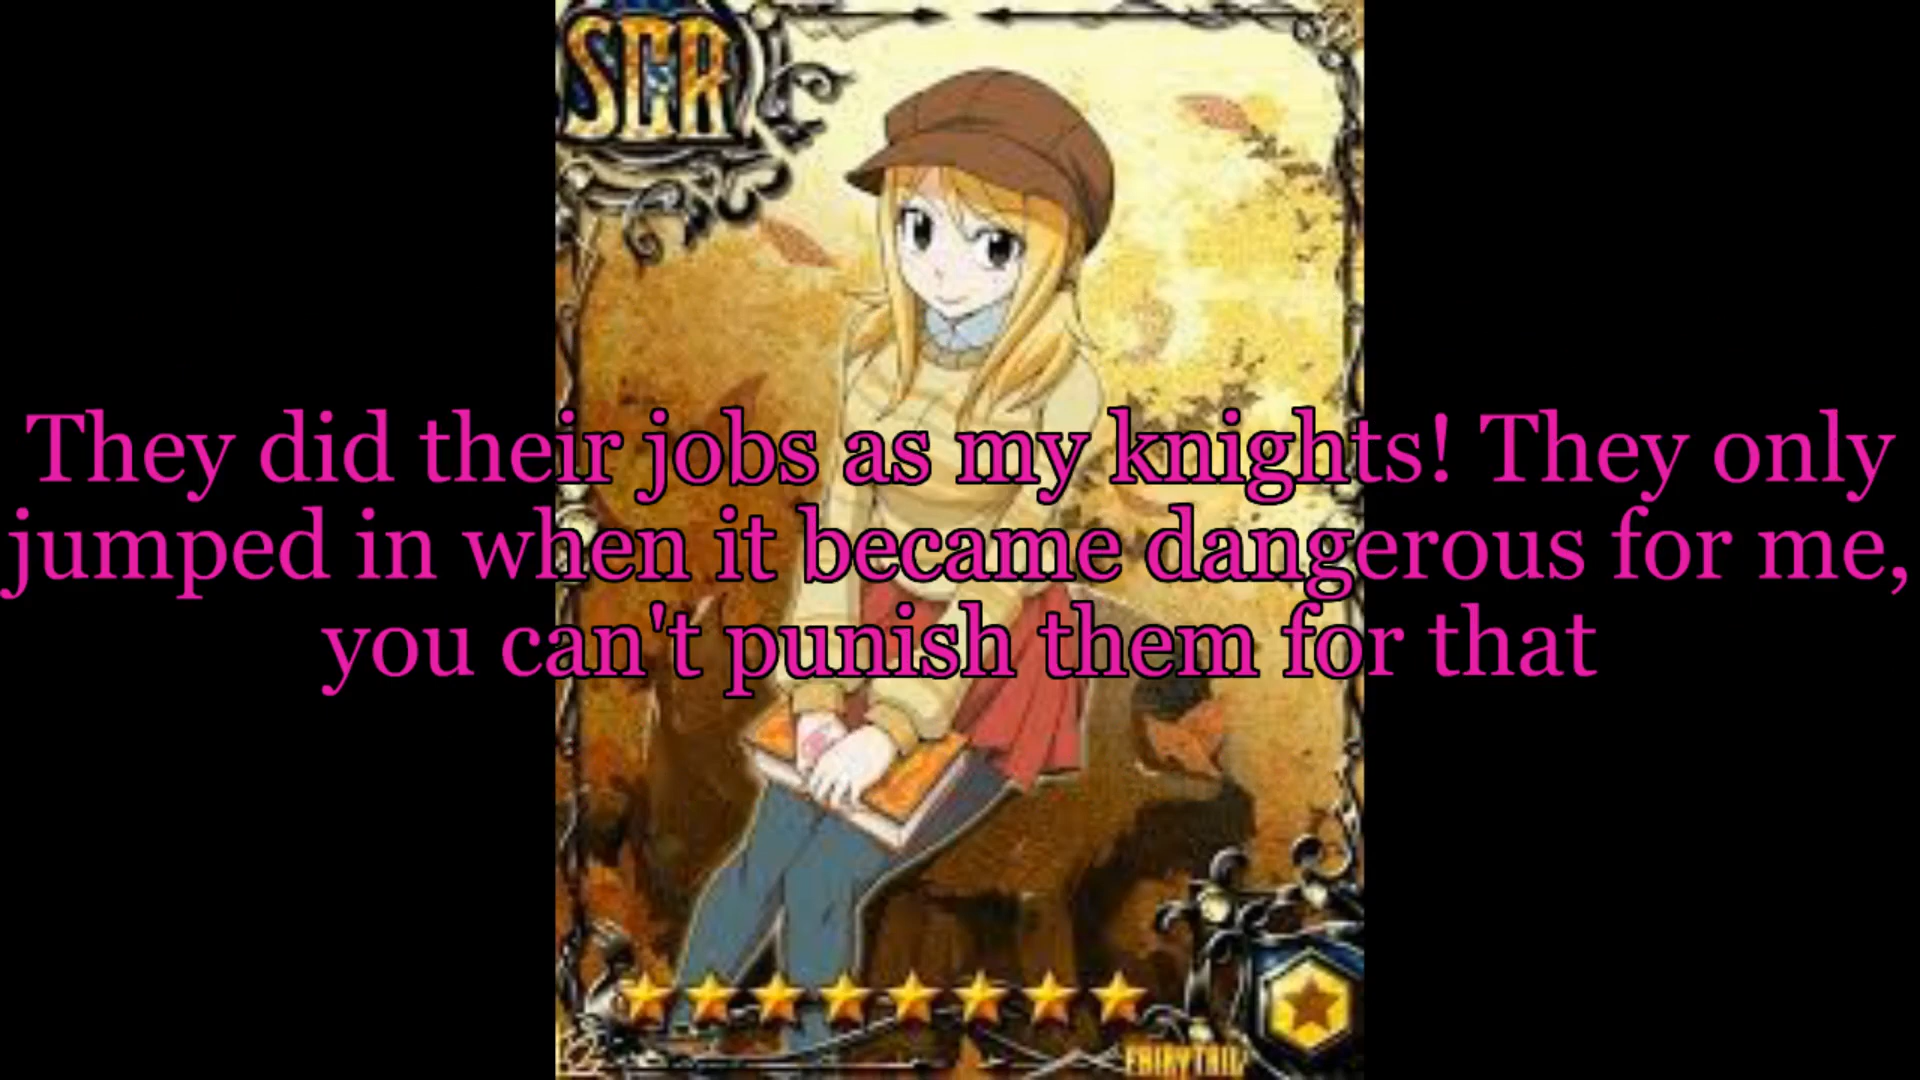 SCR
They did their jobs as my knights! They only
jumped in when it became dangerous for me,
you can't punish them for that
FAIRY TAIL